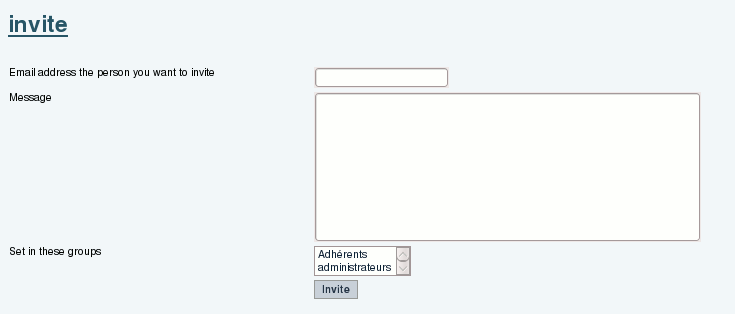 invite
Email address the person you want to invite
Message
Set in these groups
Adhérents
administrateurs
Invite